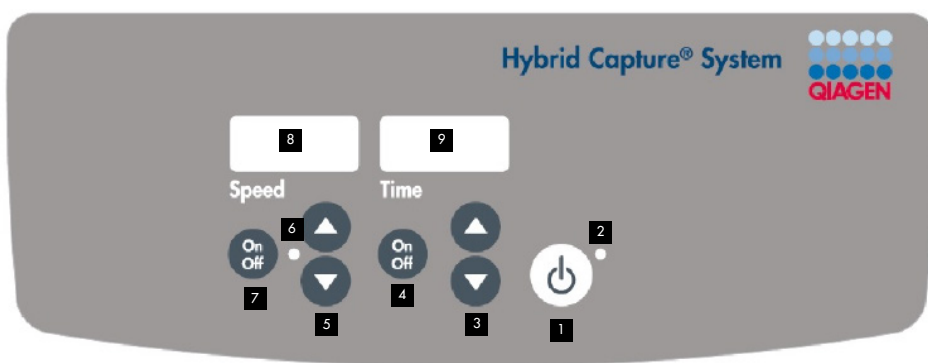 Hybrid Capture® System
QIAGEN
8
9
Speed
Time
6
2
On
Off
On
Off
7
5
4
3
1